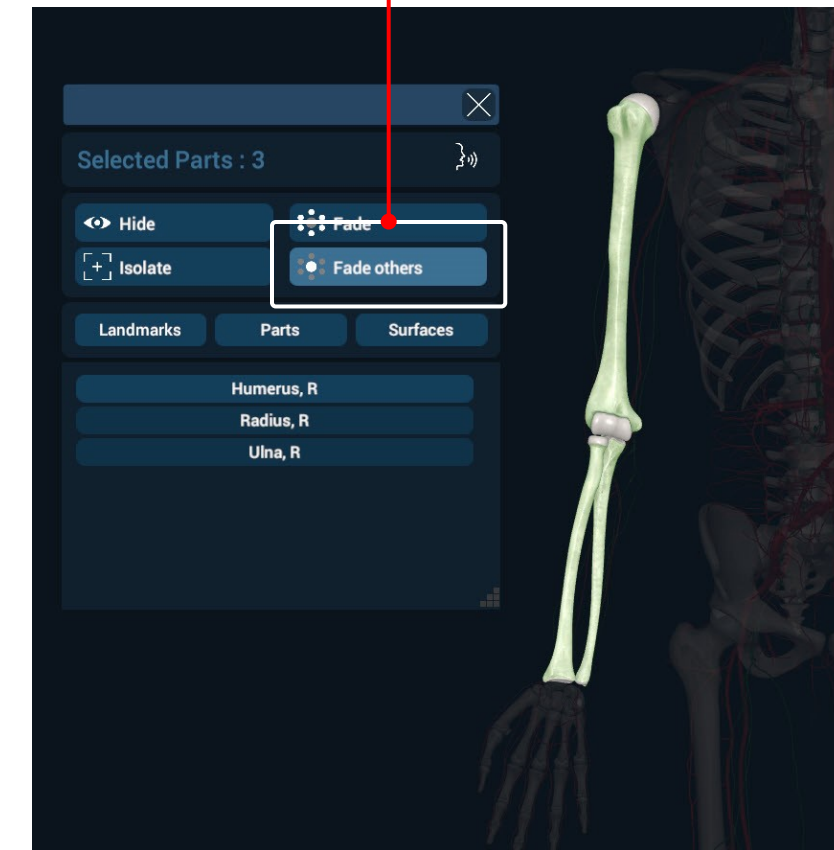 Selected Parts : 3
Hide
Fade
Isolate
Fade others
Landmarks
Parts
Surfaces
Humerus, R
Radius, R
Ulna, R